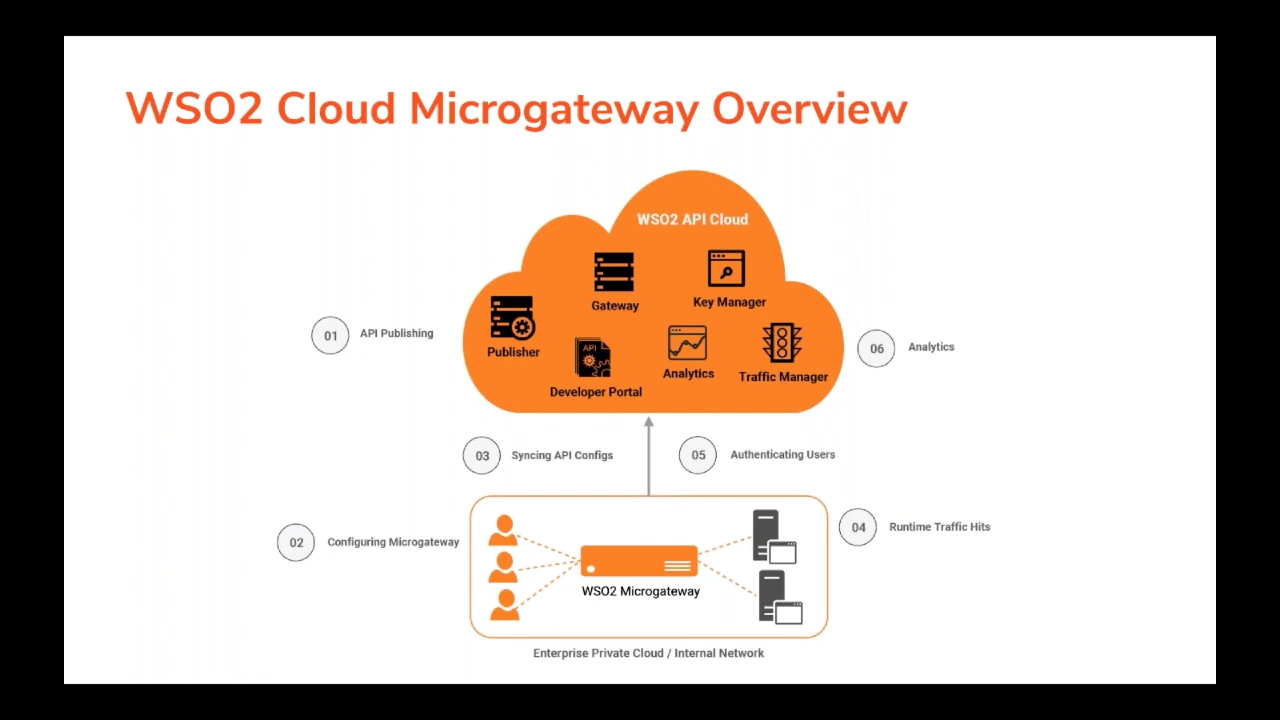 WSO2 Cloud Microgateway Overview
WSO2 API Cloud
Gateway
Key Manager
Publisher
API
Developer Portal
Analytics
Traffic Manager
01 API Publishing
06 Analytics
03 Syncing API Configs
05 Authenticating Users
02 Configuring Microgateway
04 Runtime Traffic Hits
WSO2 Microgateway
Enterprise Private Cloud / Internal Network